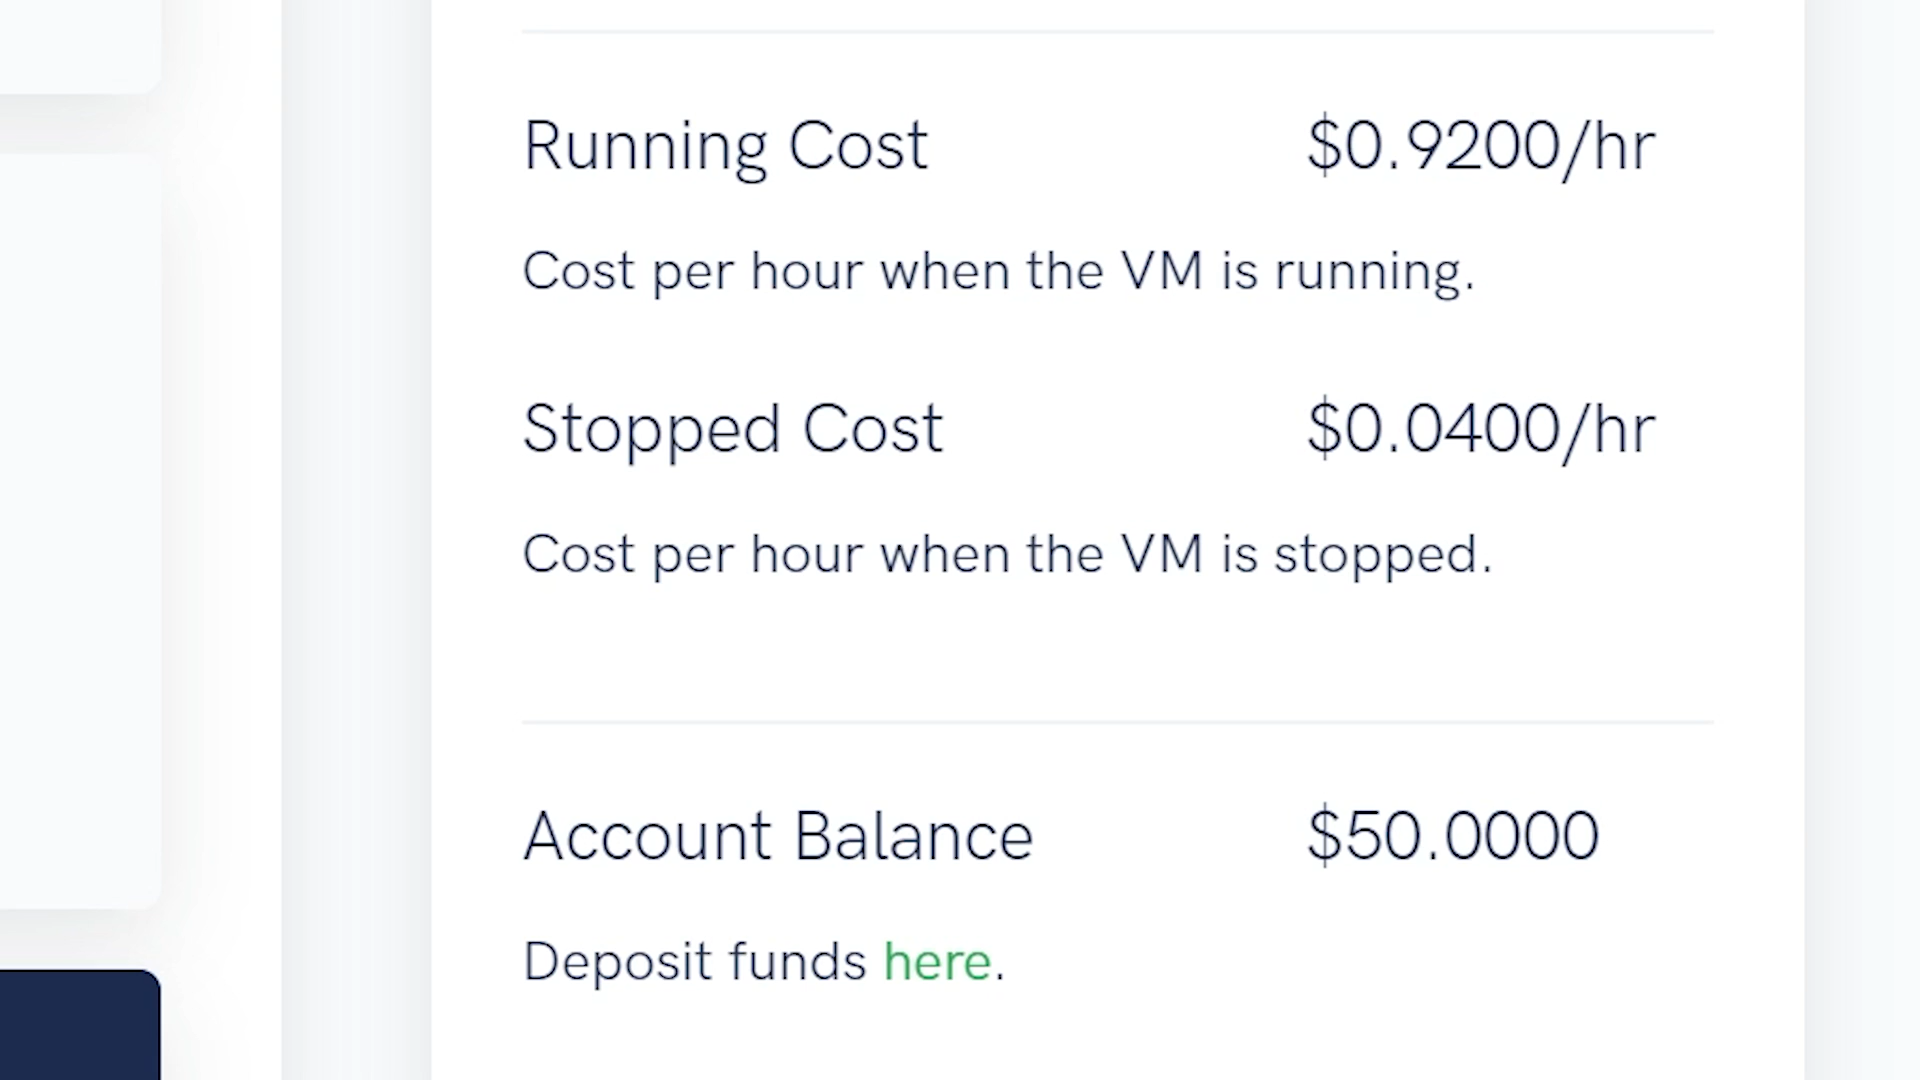 Running Cost $0.9200/hr
Cost per hour when the VM is running.
Stopped Cost $0.0400/hr
Cost per hour when the VM is stopped.
Account Balance $50.0000
Deposit funds here.